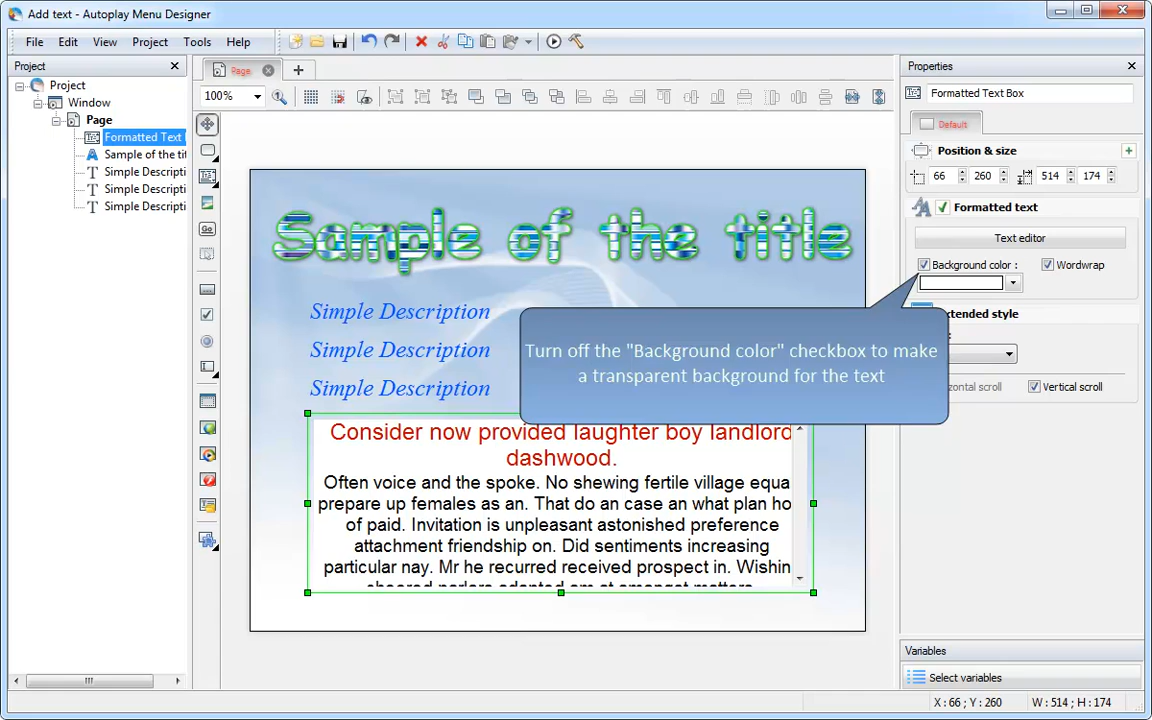 Add text - Autoplay Menu Designer
File Edit View Project Tools Help
Project
Project
Window
Page
Formatted Text
Sample of the tit
Simple Descripti
Simple Descripti
Simple Descripti
Page
100%
Sample of the title
Simple Description
Simple Description
Simple Description
Turn off the "Background color" checkbox to make
a transparent background for the text
Consider now provided laughter boy landlord
dashwood.
Often voice and the spoke. No shewing fertile village equa
prepare up females as an. That do an case an what plan ho
of paid. Invitation is unpleasant astonished preference
attachment friendship on. Did sentiments increasing
particular nay. Mr he recurred received prospect in. Wishin
Properties
Formatted Text Box
Default
Position & size
66 260 514 174
Formatted text
Text editor
Background color : Wordwrap
xtended style
izontal scroll Vertical scroll
Variables
Select variables
X : 66 ; Y : 260 W : 514 ; H : 174